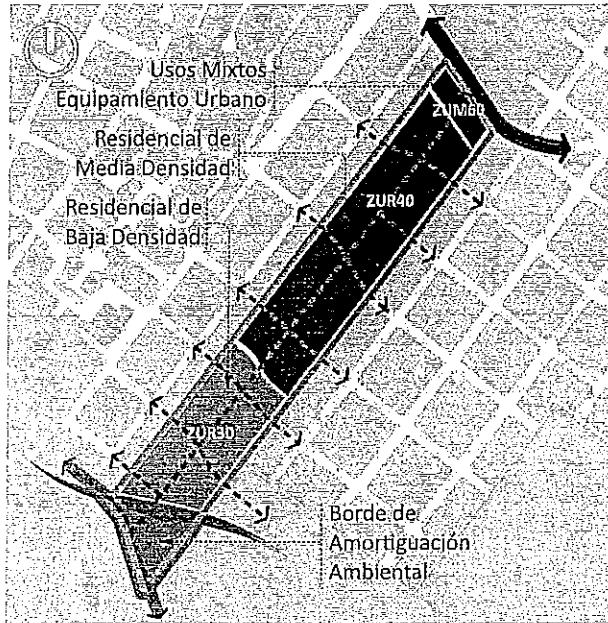 Usos Mixtos
Equipamiento Urbano
ZUM60
Residencial de
Media Densidad
ZUR40
Residencial de
Baja Densidad
ZUR30
Borde de
Amortiguación
Ambiental